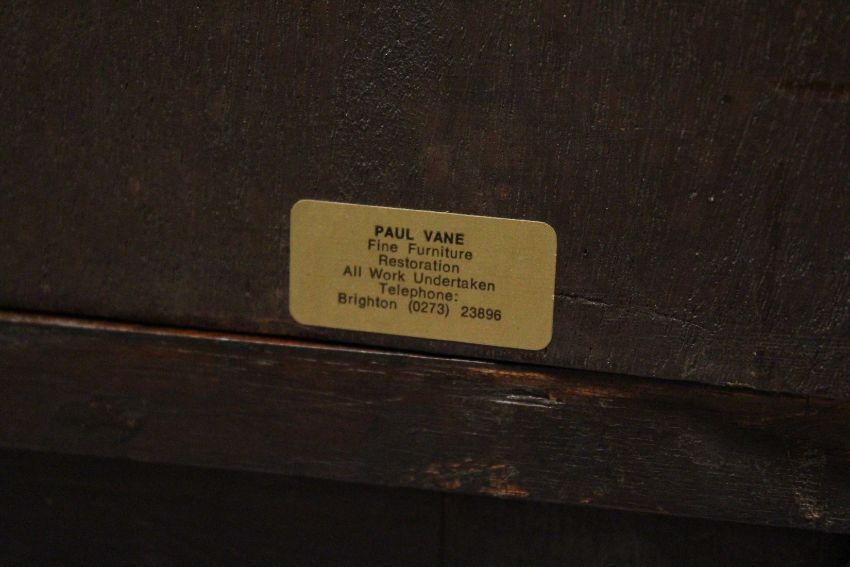 PAUL VANE
Fine Furniture
Restoration
All Work Undertaken
Telephone:
Brighton (0273) 23896